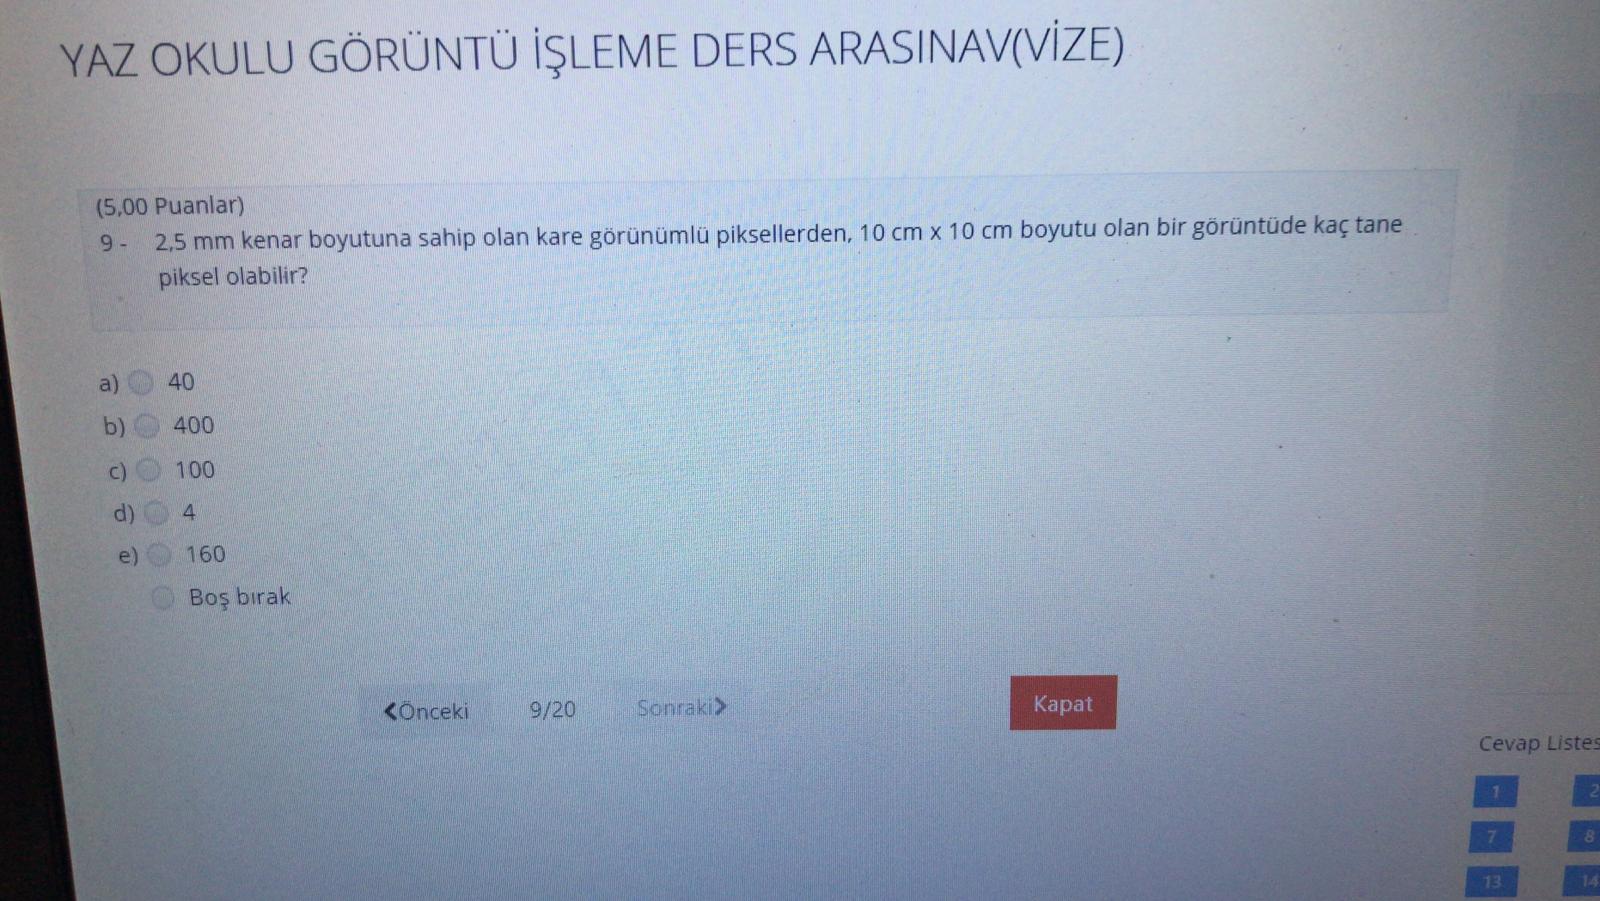 YAZ OKULU GÖRÜNTÜ İŞLEME DERS ARASINAV(VİZE)
(5,00 Puanlar)
9 - 2,5 mm kenar boyutuna sahip olan kare görünümlü piksellerden, 10 cm x 10 cm boyutu olan bir görüntüde kaç tane
piksel olabilir?
a) 40
b) 400
c) 100
d) 4
e) 160
Boş bırak
Önceki 9/20 Sonraki
Kapat
Cevap Listes
1 2
7 8
13 14